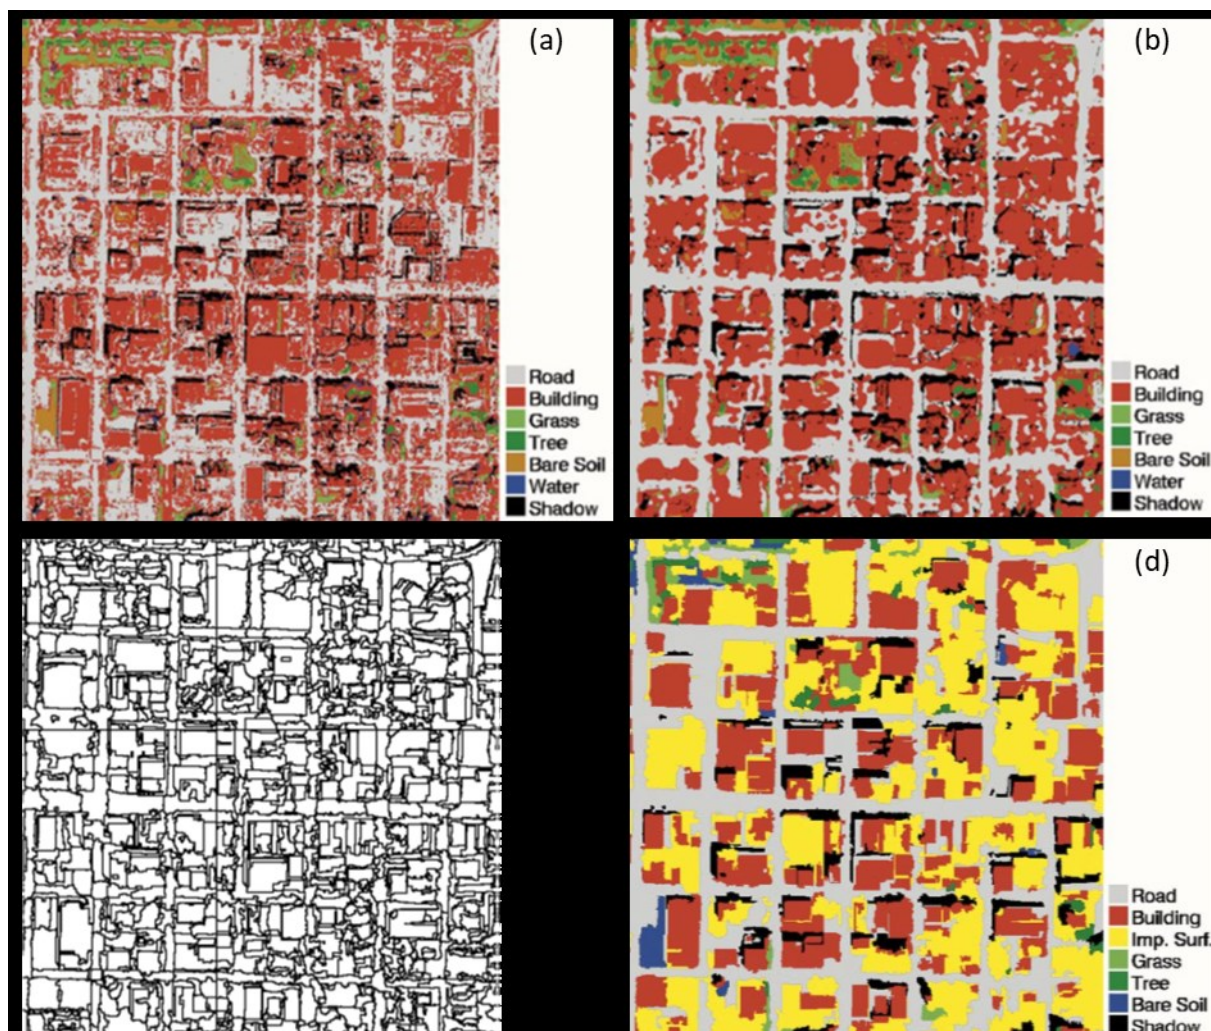 (a)
Road
Building
Grass
Tree
Bare Soil
Water
Shadow
(b)
Road
Building
Grass
Tree
Bare Soil
Water
Shadow
(d)
Road
Building
Imp. Surf.
Grass
Tree
Bare Soil
Shadow